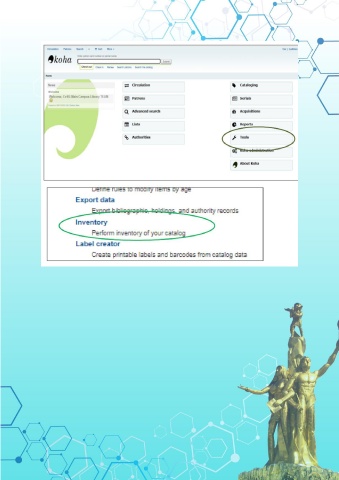 koha
Circulation
Patrons
Advanced search
Lists
Authorities
Cataloging
Serials
Acquisitions
Reports
Tools
Koha administration
About Koha
Define rules to modify items by age
Export data
Export bibliographic, holdings, and authority records
Inventory
Perform inventory of your catalog
Label creator
Create printable labels and barcodes from catalog data